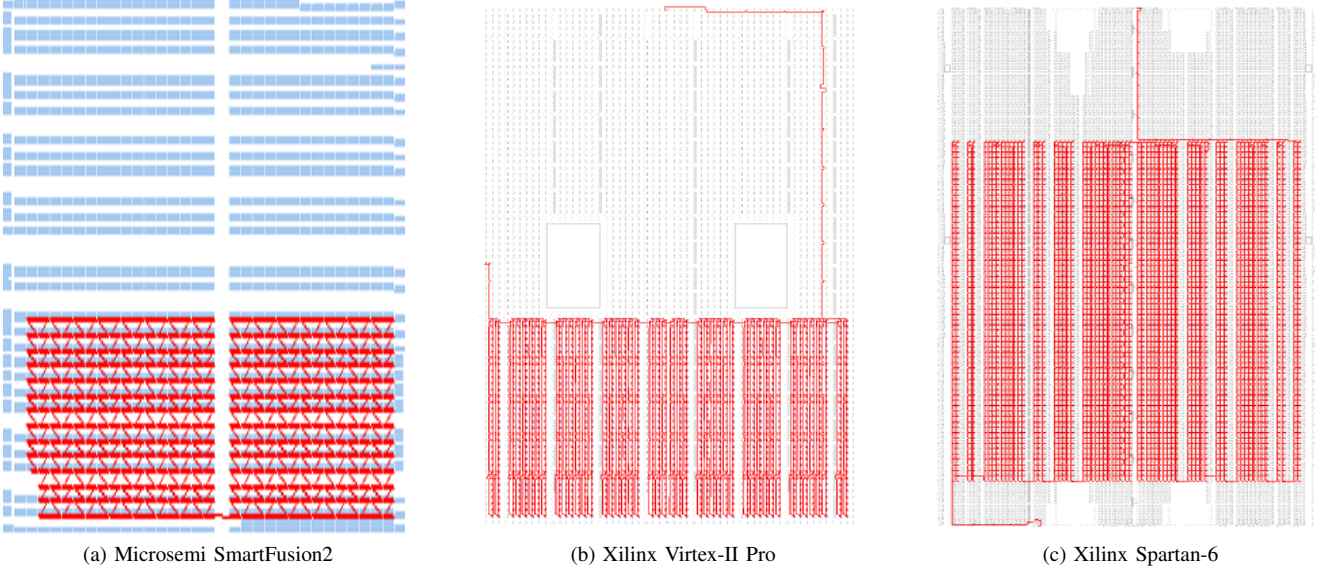 (a) Microsemi SmartFusion2
(b) Xilinx Virtex-II Pro
(c) Xilinx Spartan-6